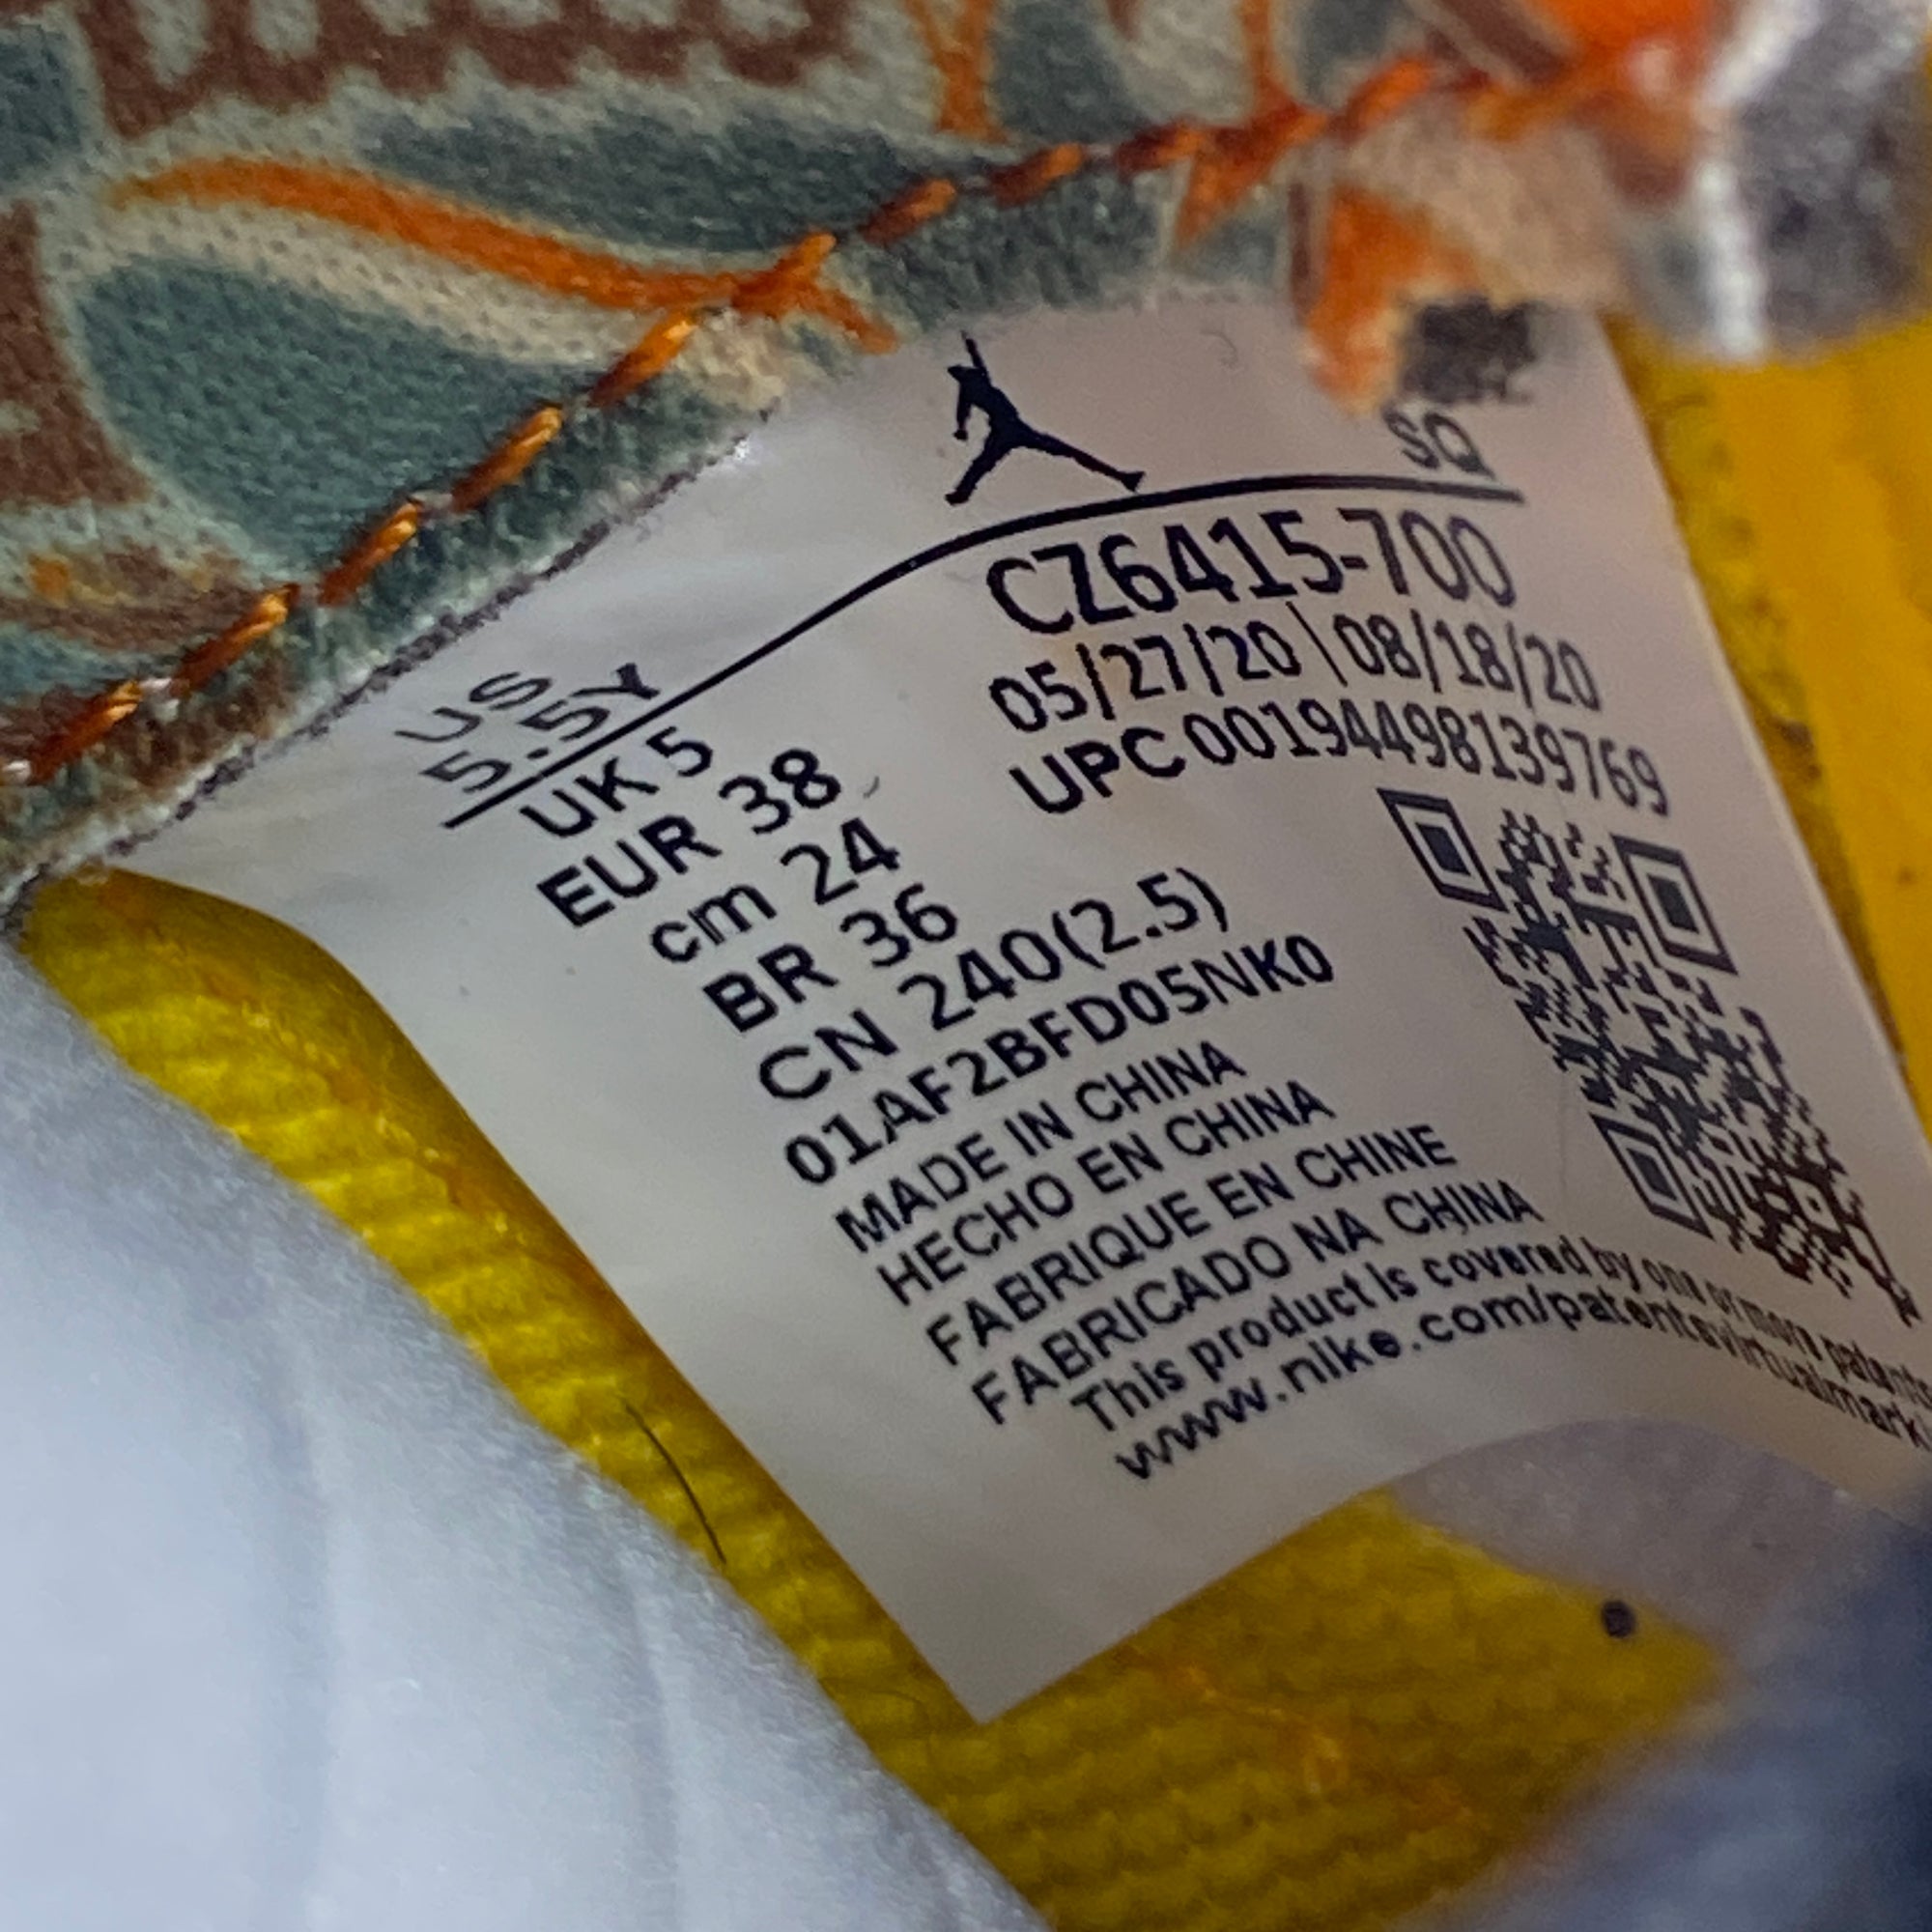 SQ
CZ6415-700
05/27/20\08/18/20
UPC 00194498139769
US
5.5Y
UK 5
EUR 38
cm 24
BR 36
CN 240(2.5)
01AF2BFD05NK0
MADE IN CHINA
HECHO EN CHINA
FABRIQUE EN CHINE
FABRICADO NA CHINA
This product is covered by one or more patents
www.nike.com/patentsvirtualmark